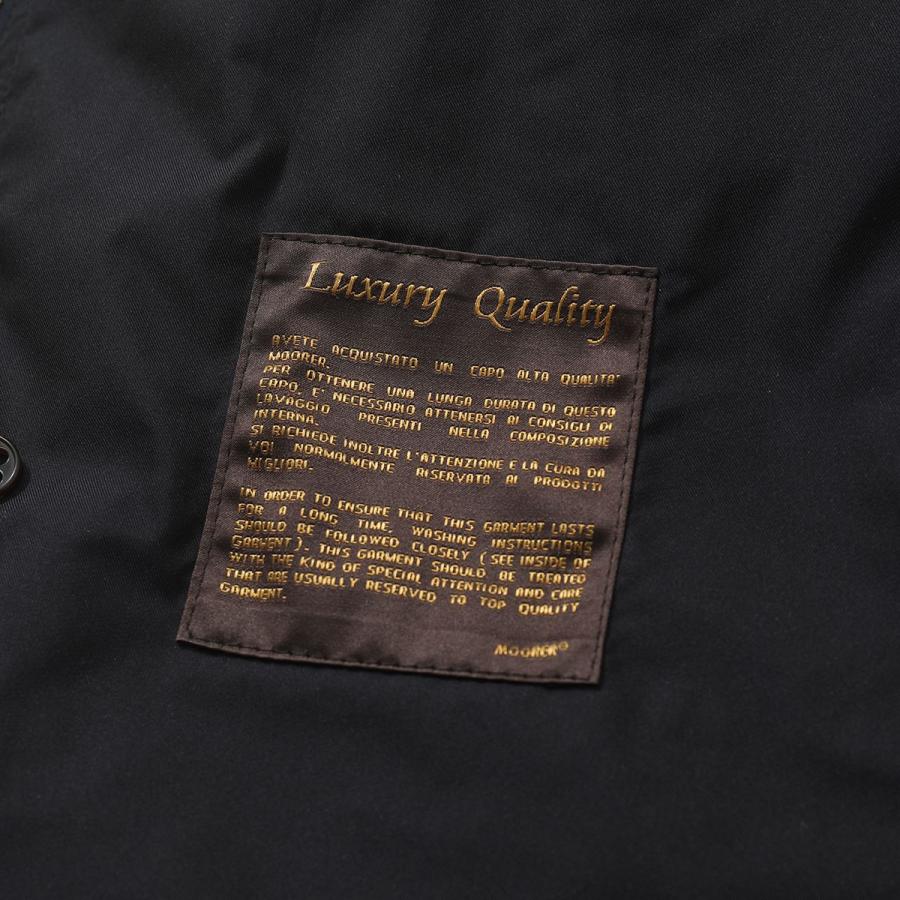 Luxury Quality
AVETE ACQUISTATO UN CAPO ALTA QUALITA'
MOORER.
PER OTTENERE UNA LUNGA DURATA DI QUESTO
CAPO, E' NECESSARIO ATTENERSI AI CONSIGLI DI
LAVAGGIO PRESENTI NELLA COMPOSIZIONE
INTERNA.
SI RICHIEDE INOLTRE L'ATTENZIONE E LA CURA DA
VOI NORMALMENTE RISERVATA AI PRODOTTI
MIGLIORI.
IN ORDER TO ENSURE THAT THIS GARMENT LASTS
FOR A LONG TIME, WASHING INSTRUCTIONS
SHOULD BE FOLLOWED CLOSELY (SEE INSIDE OF
GARMENT). THIS GARMENT SHOULD BE TREATED
WITH THE KIND OF SPECIAL ATTENTION AND CARE
THAT ARE USUALLY RESERVED TO TOP QUALITY
GARMENT.
MOORER®